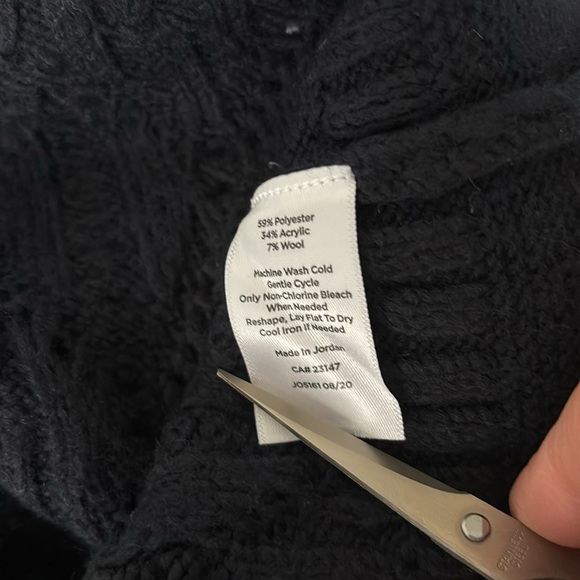 59% Polyester
34% Acrylic
7% Wool
Machine Wash Cold
Gentle Cycle
Only Non-Chlorine Bleach
When Needed
Reshape, Lay Flat To Dry
Cool Iron if Needed
Made in Jordan
CA# 23147
JO5161 08/20